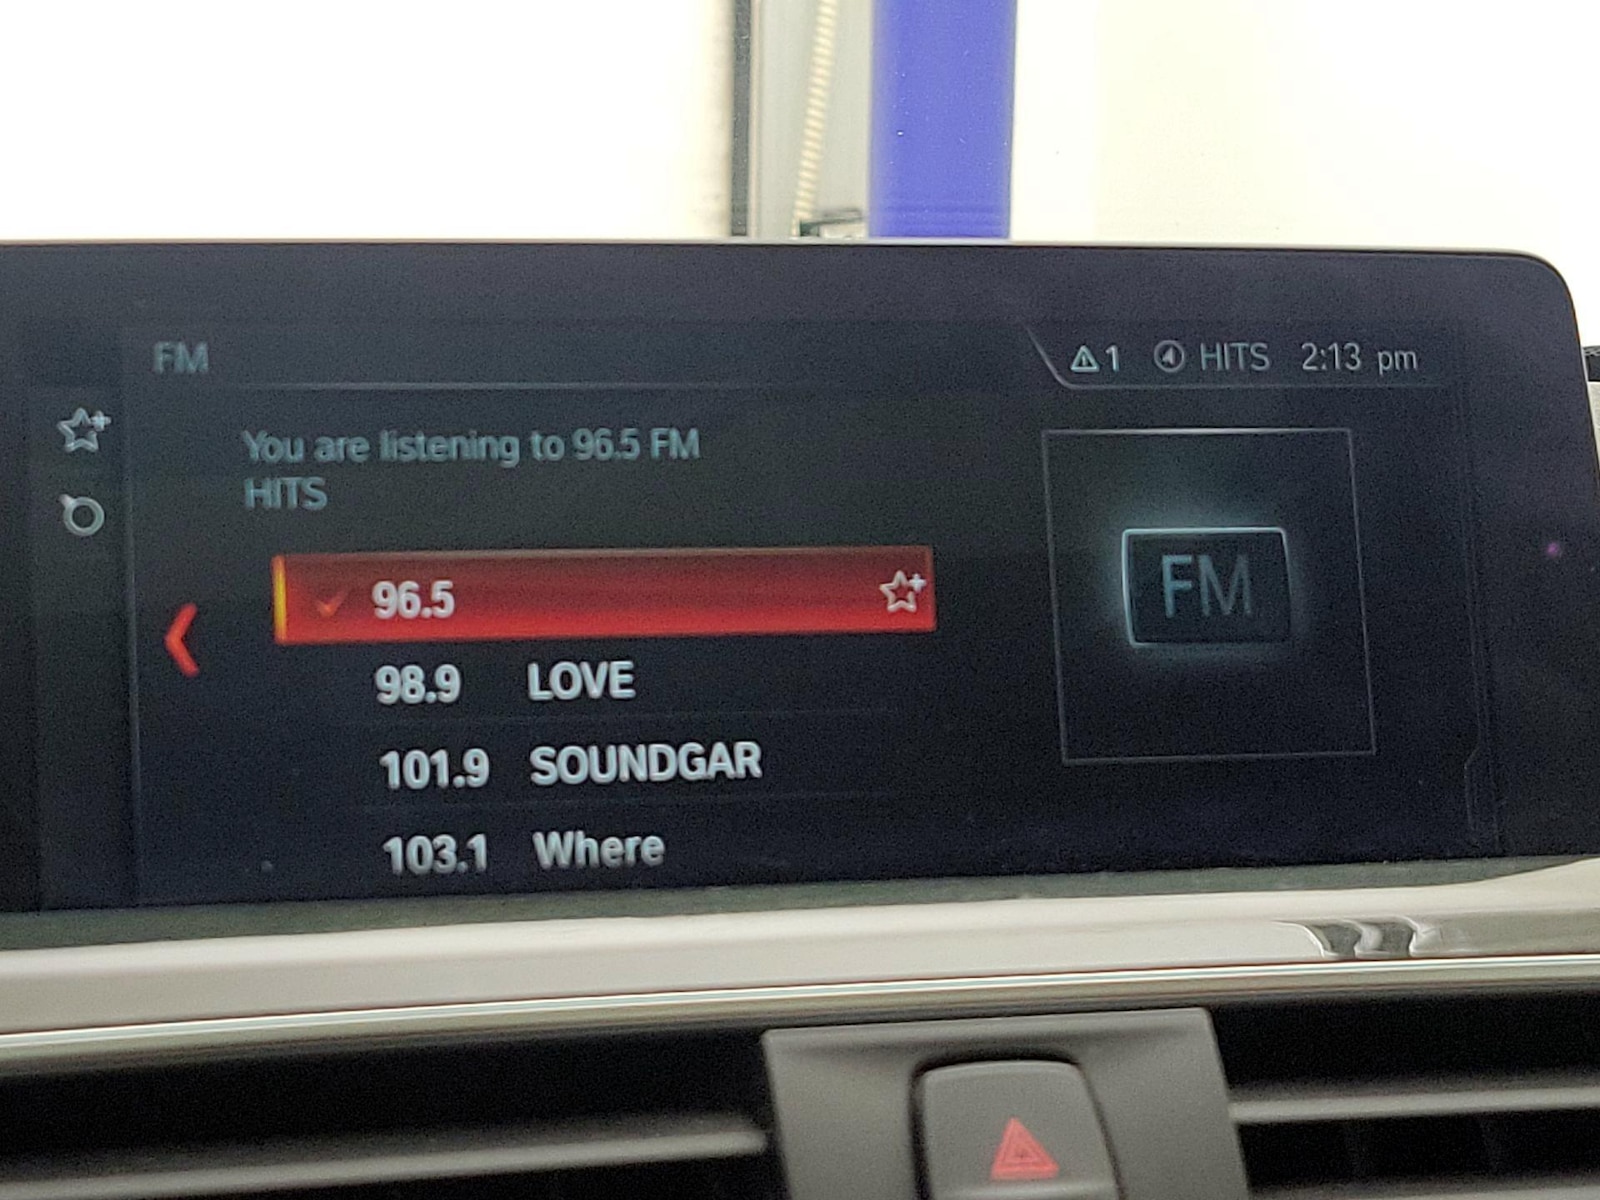 FM
1 HITS 2:13 pm
You are listening to 96.5 FM
HITS
96.5
98.9 LOVE
101.9 SOUNDGAR
103.1 Where
FM